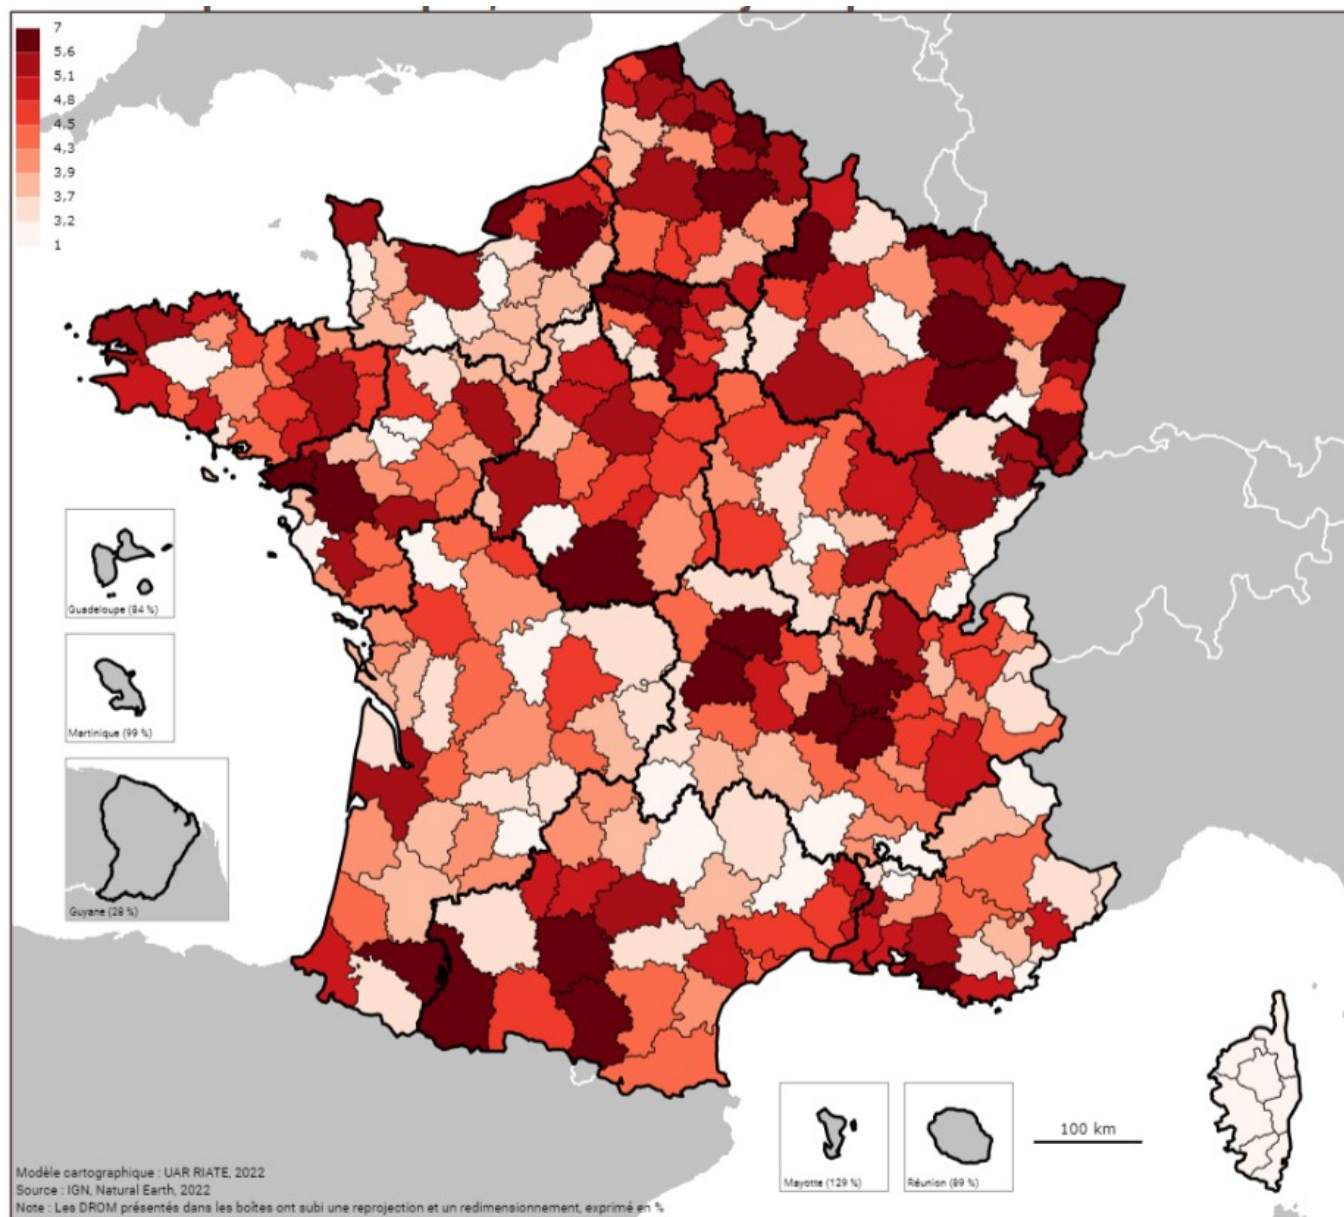 7
5,6
5,1
4,8
4,5
4,3
3,9
3,7
3,2
1
Guadeloupe (84 %)
Martinique (99 %)
Guyane (28 %)
Mayotte (129 %)
Réunion (89 %)
100 km
Modèle cartographique : UAR RIATE, 2022
Source : IGN, Natural Earth, 2022
Note : Les DROM présentés dans les boîtes ont subi une reprojection et un redimensionnement, exprimé en %